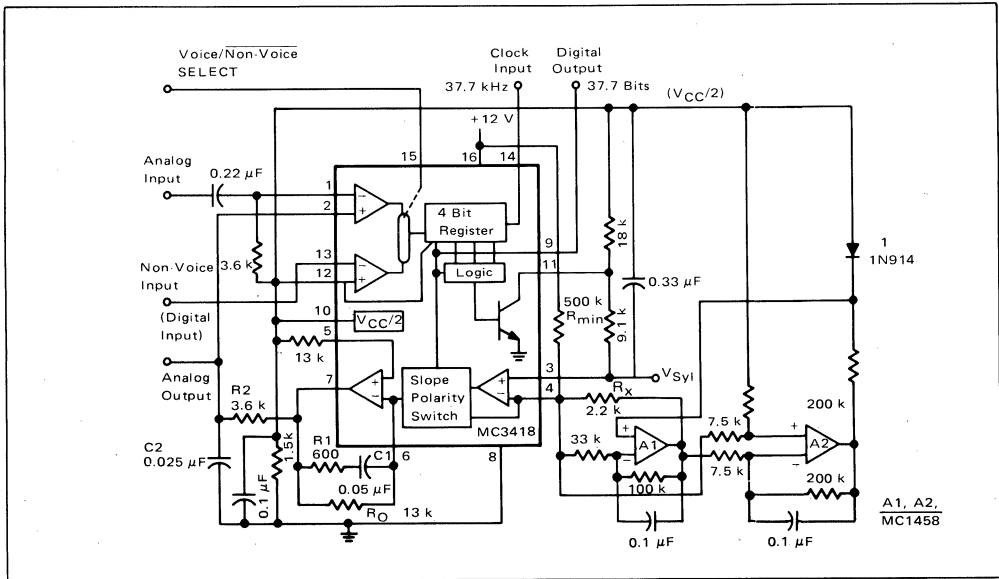 Voice/Non-Voice
SELECT
Clock
Input
37.7 kHz
Digital
Output
37.7 Bits
(VCC/2)
+12 V
15
16
14
Analog
Input
0.22 µF
1
2
4 Bit
Register
18 k
1
1N914
9
3.6 k
13
12
Logic
11
0.33 µF
Non-Voice
Input
(Digital
Input)
10
VCC/2
500 k
Rmin
9.1 k
5
13 k
3
VSyl
Analog
Output
7
Slope
Polarity
Switch
4
RX
2.2 k
R2
3.6 k
MC3418
200 k
7.5 k
A1
A2
33 k
7.5 k
C2
0.025 µF
1.5k
R1
600
C1
6
8
0.05 µF
100 k
200 k
0.1 µF
RO
13 k
A1, A2,
MC1458
0.1 µF
0.1 µF